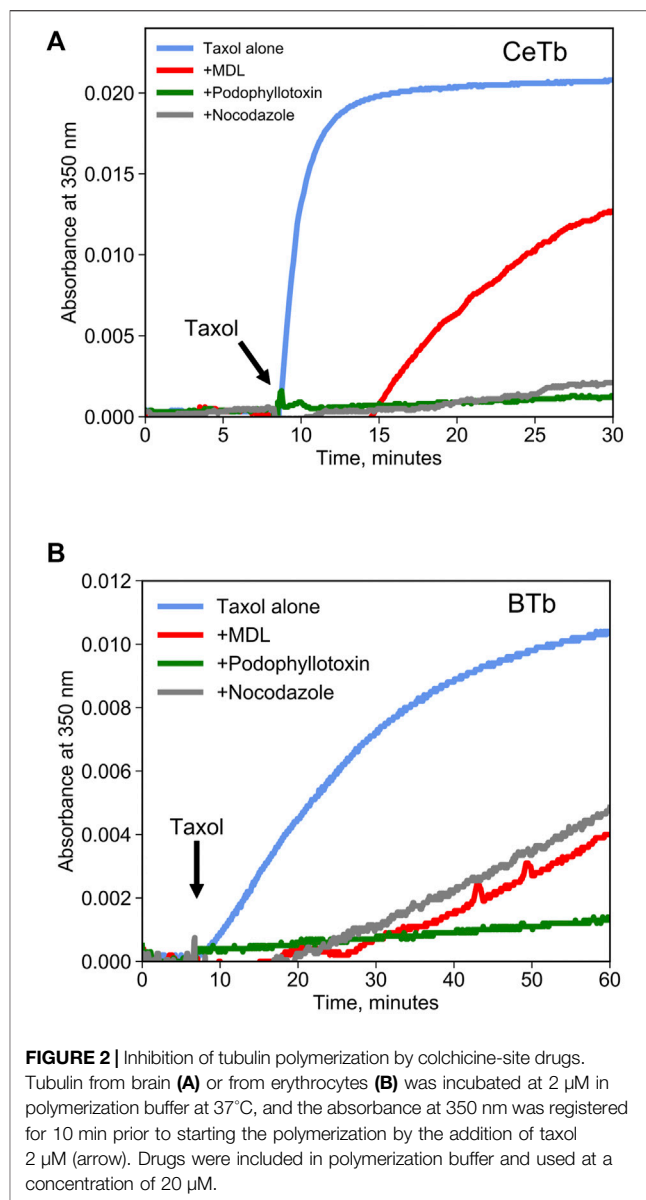 A
Taxol alone
+MDL
+Podophyllotoxin
+Nocodazole
CeTb
0.020
0.015
0.010
0.005
0.000
Absorbance at 350 nm
Taxol
0 5 10 15 20 25 30
Time, minutes
B
Taxol alone
+MDL
+Podophyllotoxin
+Nocodazole
BTb
0.012
0.010
0.008
0.006
0.004
0.002
0.000
Absorbance at 350 nm
Taxol
0 10 20 30 40 50 60
Time, minutes
FIGURE 2 | Inhibition of tubulin polymerization by colchicine-site drugs.
Tubulin from brain (A) or from erythrocytes (B) was incubated at 2 μM in
polymerization buffer at 37°C, and the absorbance at 350 nm was registered
for 10 min prior to starting the polymerization by the addition of taxol
2 μM (arrow). Drugs were included in polymerization buffer and used at a
concentration of 20 μM.